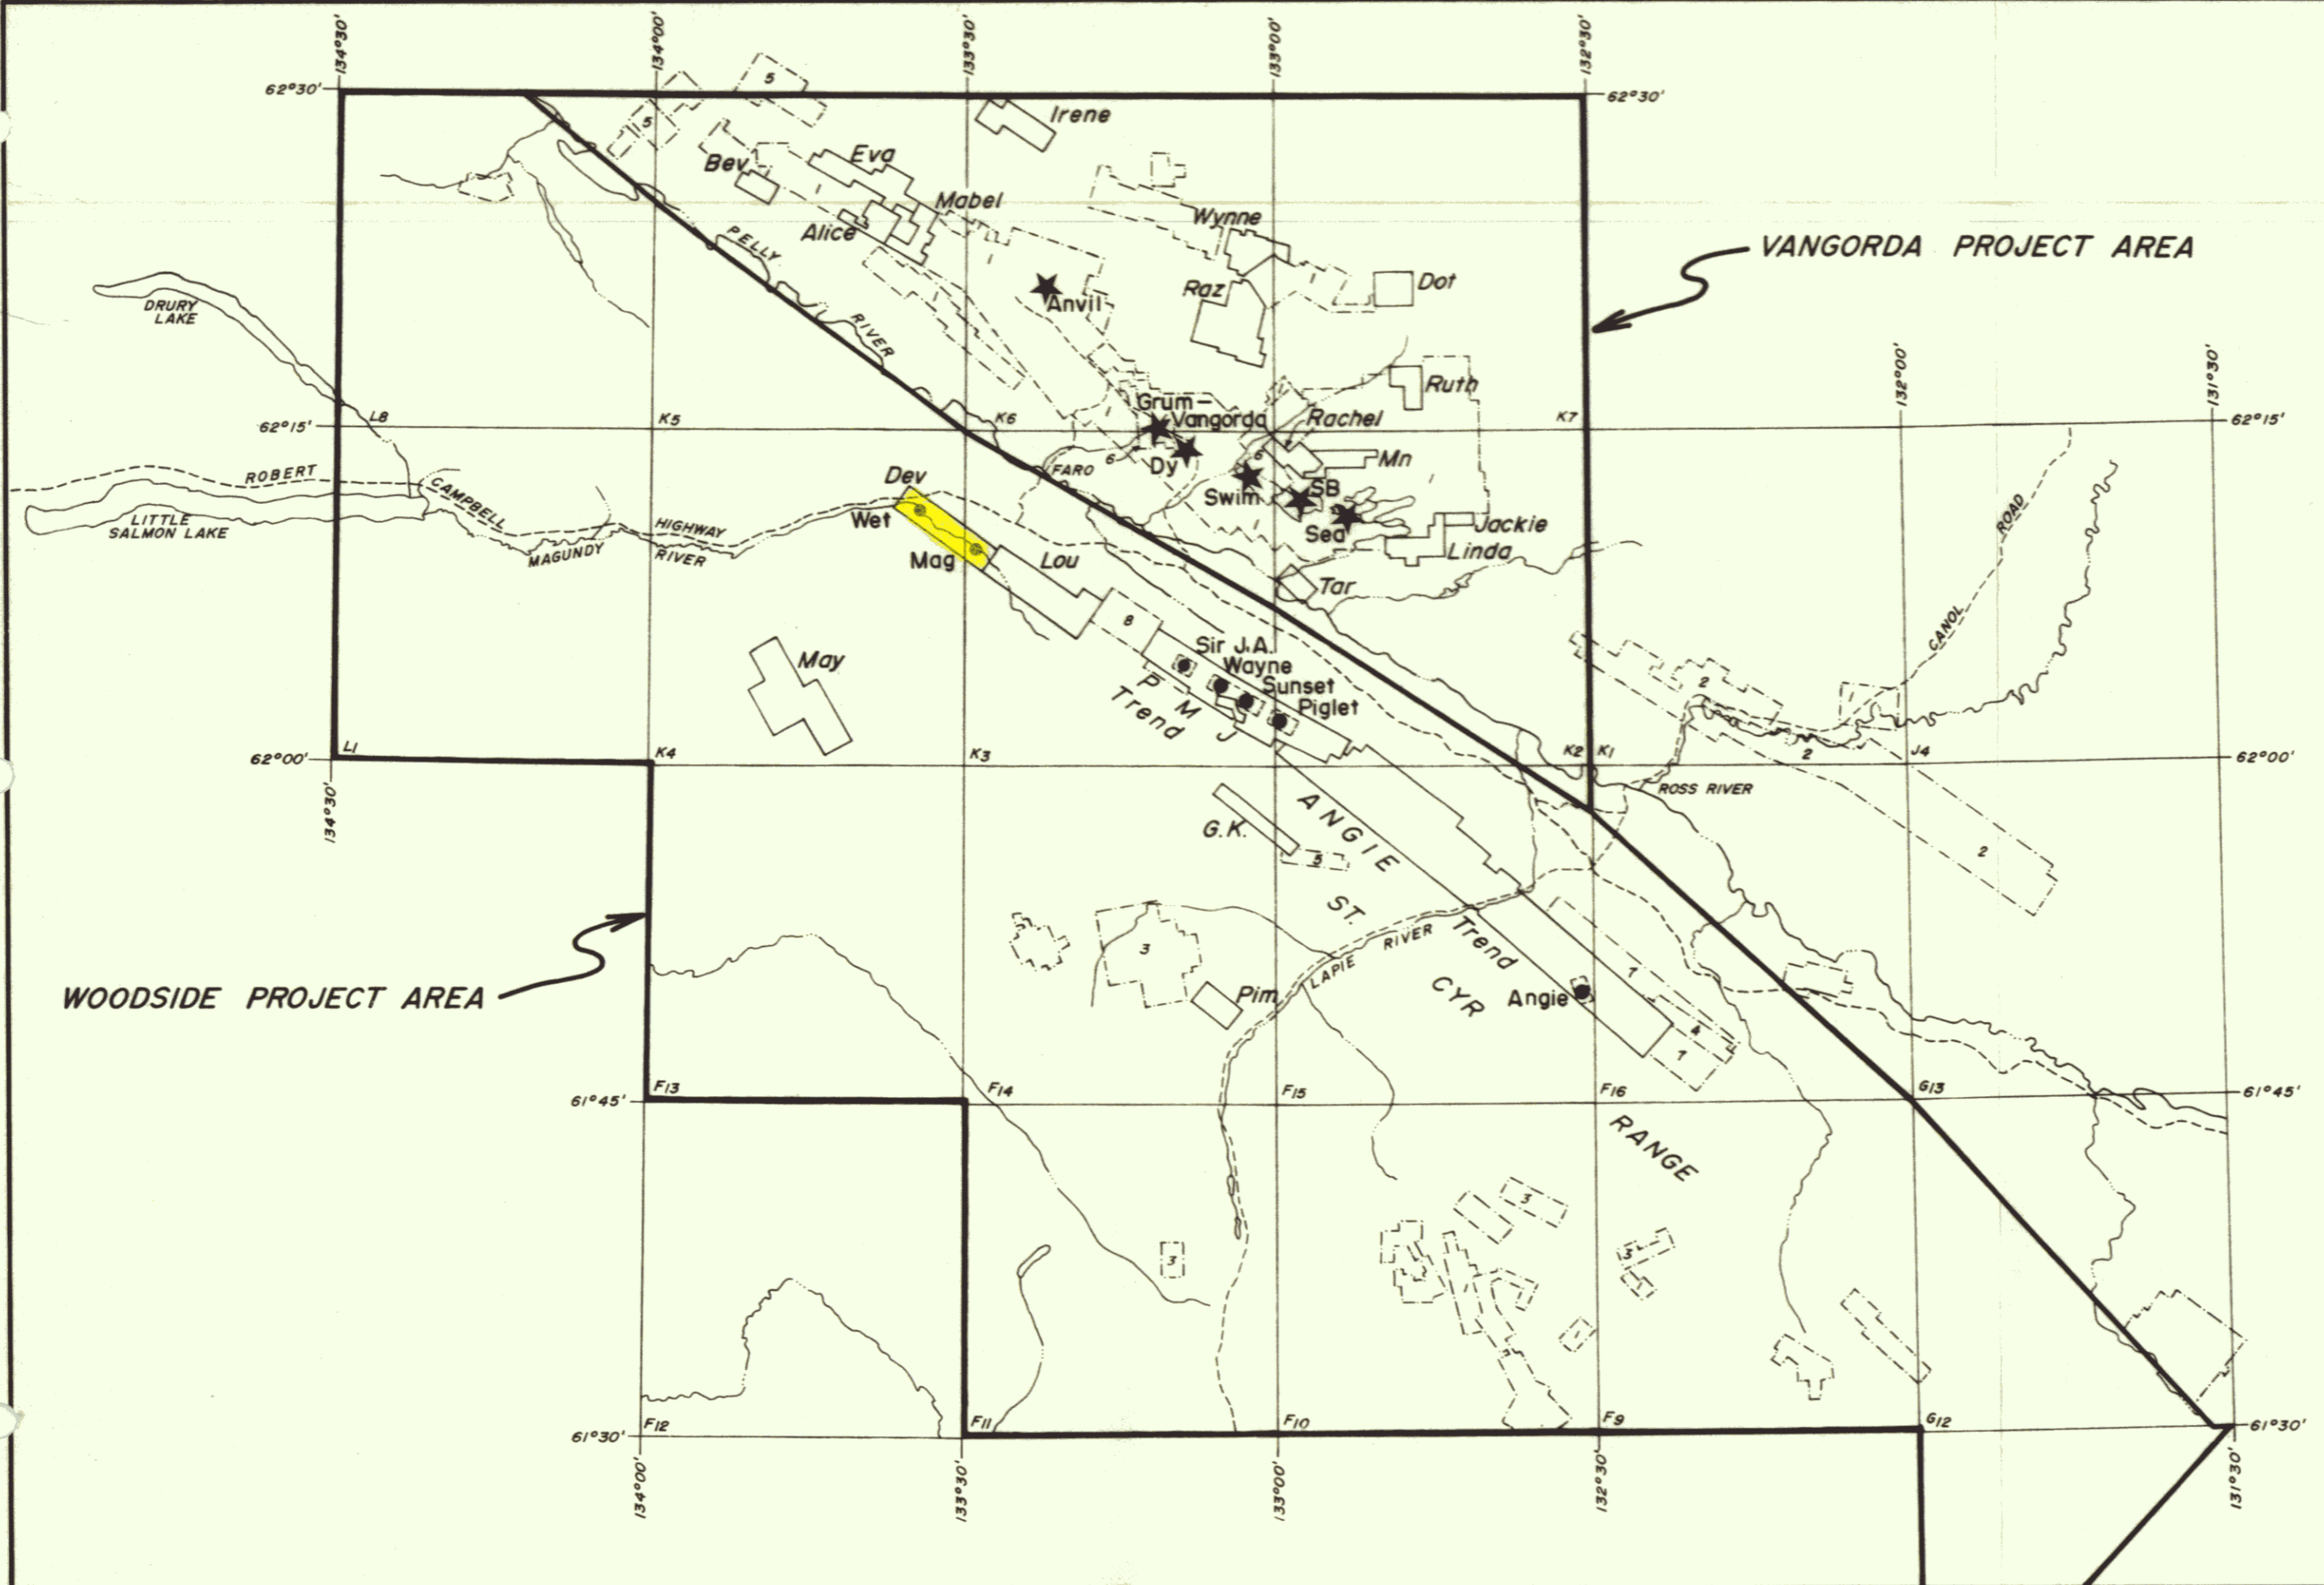 134°30'
134°00'
133°30'
133°00'
132°30'
62°30'
62°30'
5
5
Irene
Bev
Eva
Mabel
Alice
Wynne
VANGORDA PROJECT AREA
PELLY
RIVER
Anvil
Raz
Dot
DRURY
LAKE
132°00'
131°30'
Ruth
Grum-
Vangorda
Rachel
62°15'
L8
K5
K6
K7
62°15'
Dy
6
6
Mn
FARO
Swim
SB
Sea
Jackie
Linda
Tar
ROBERT
CAMPBELL
HIGHWAY
LITTLE
SALMON LAKE
MAGUNDY
RIVER
Dev
Wet
Mag
Lou
8
CANOL
ROAD
May
Sir J.A.
Wayne
Sunset
Piglet
P M J
Trend
2
2
2
62°00'
L1
K4
K3
K2
K1
J4
62°00'
134°30'
ROSS RIVER
G.K.
5
ANGIE
Trend
ST.
CYR
RANGE
LAPIE
RIVER
3
Pim
Angie
1
4
1
WOODSIDE PROJECT AREA
61°45'
F13
F14
F15
F16
G13
61°45'
3
3
3
61°30'
F12
F11
F10
F9
G12
61°30'
134°00'
133°30'
133°00'
132°30'
131°30'